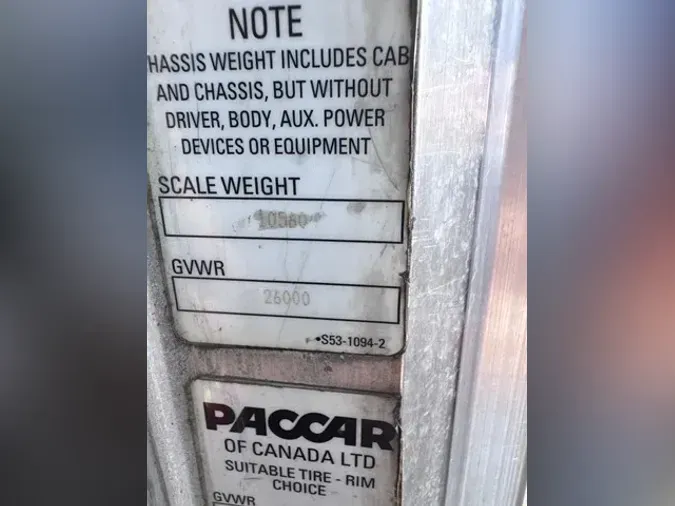 NOTE
HASSIS WEIGHT INCLUDES CAB
AND CHASSIS, BUT WITHOUT
DRIVER, BODY, AUX. POWER
DEVICES OR EQUIPMENT
SCALE WEIGHT
10580
GVWR
26000
•S53-1094-2
PACCAR
OF CANADA LTD
SUITABLE TIRE - RIM
CHOICE
GVWR